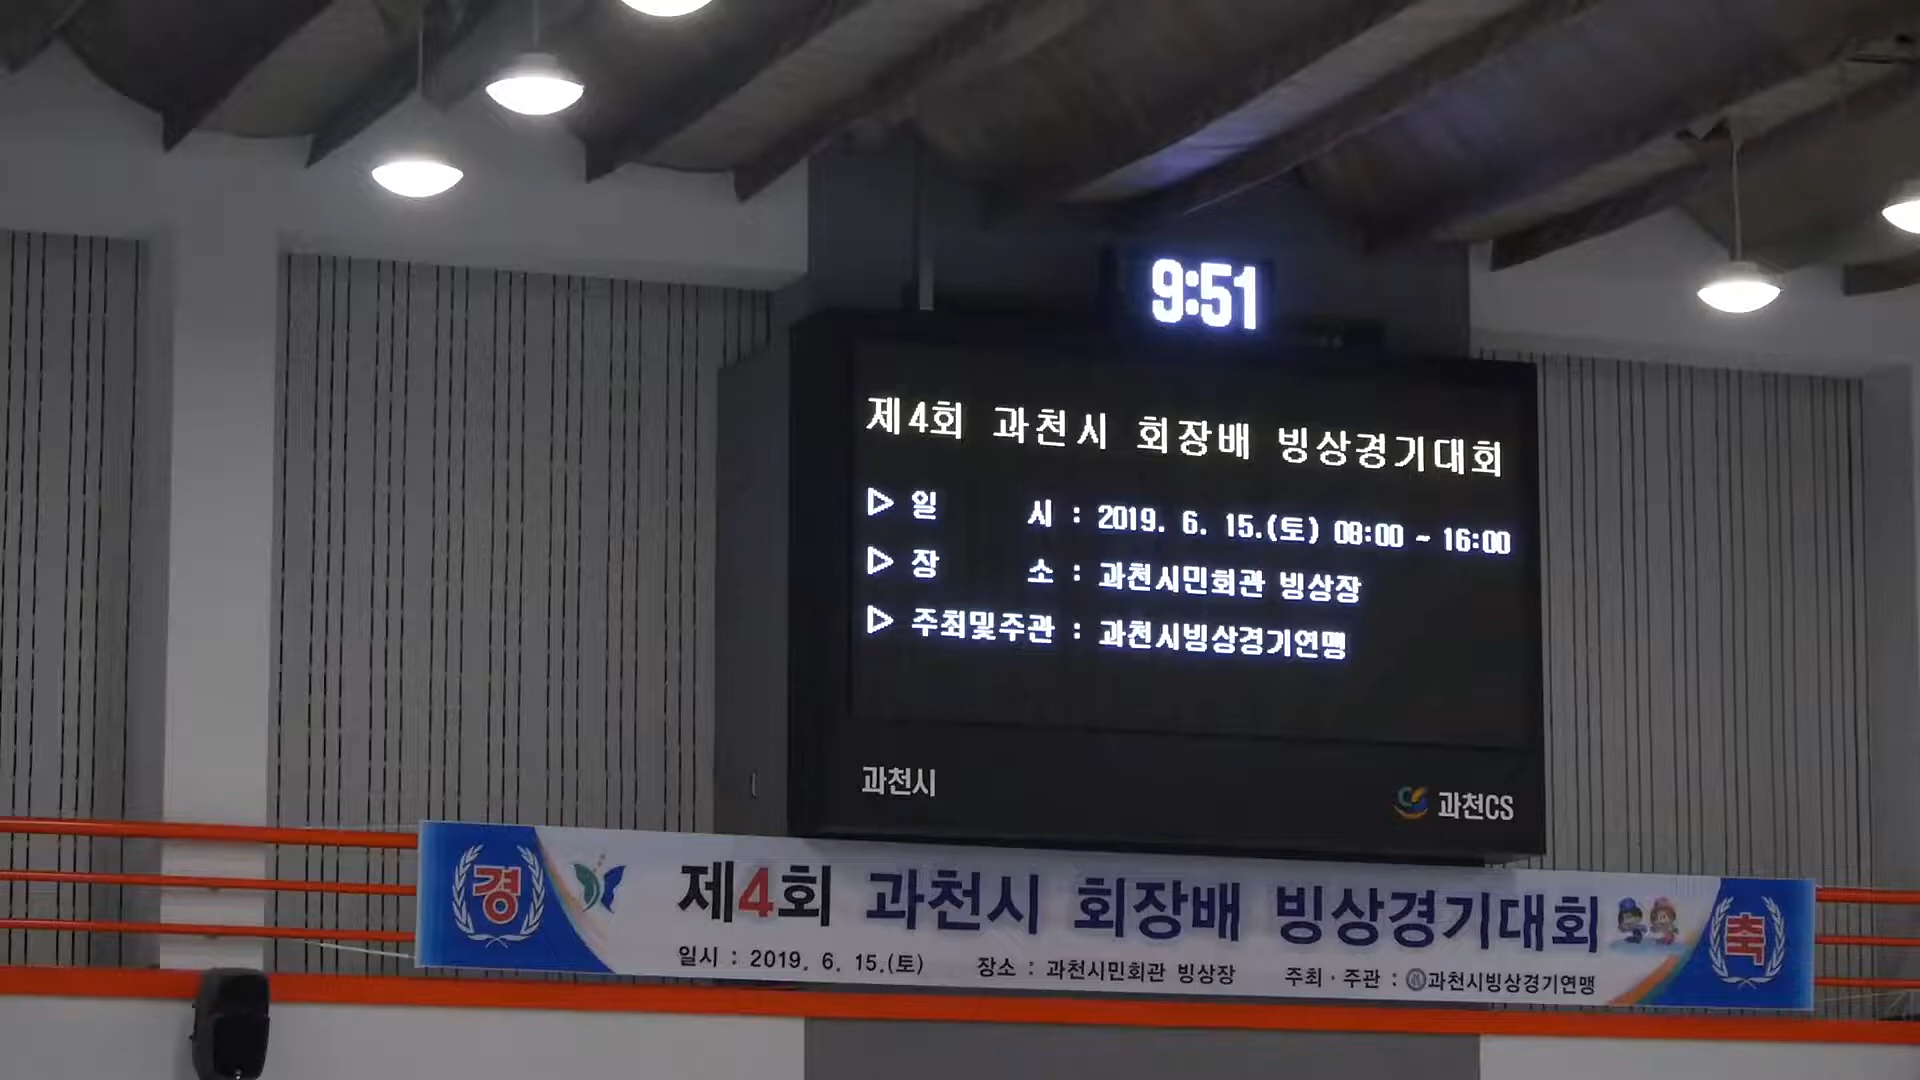 9:51
제4회 과천시 회장배 빙상경기대회
▷ 일 시 : 2019. 6. 15.(토) 08:00 ~ 16:00
▷ 장 소 : 과천시민회관 빙상장
▷ 주최및주관 : 과천시빙상경기연맹
과천시
과천CS
경
제4회 과천시 회장배 빙상경기대회
축
일시 : 2019. 6. 15.(토) 장소 : 과천시민회관 빙상장 주최 · 주관 : 과천시빙상경기연맹